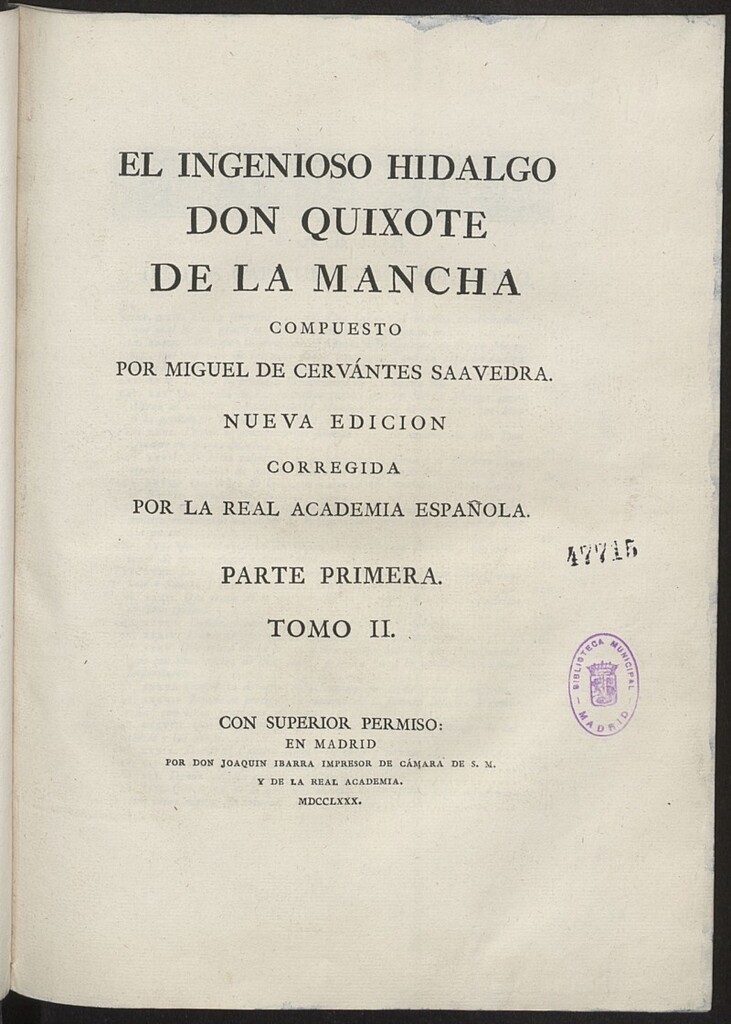 EL INGENIOSO HIDALGO
DON QUIXOTE
DE LA MANCHA
COMPUESTO
POR MIGUEL DE CERVÁNTES SAAVEDRA.
NUEVA EDICION
CORREGIDA
POR LA REAL ACADEMIA ESPAÑOLA.
47715
PARTE PRIMERA.
TOMO II.
BIBLIOTECA MUNICIPAL
MADRID
CON SUPERIOR PERMISO:
EN MADRID
POR DON JOAQUIN IBARRA IMPRESOR DE CÁMARA DE S. M.
Y DE LA REAL ACADEMIA.
MDCCLXXX.